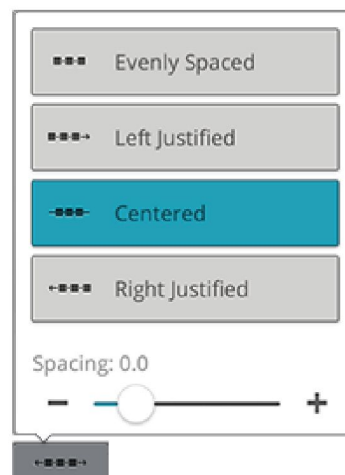 Evenly Spaced
Left Justified
Centered
Right Justified
Spacing: 0.0